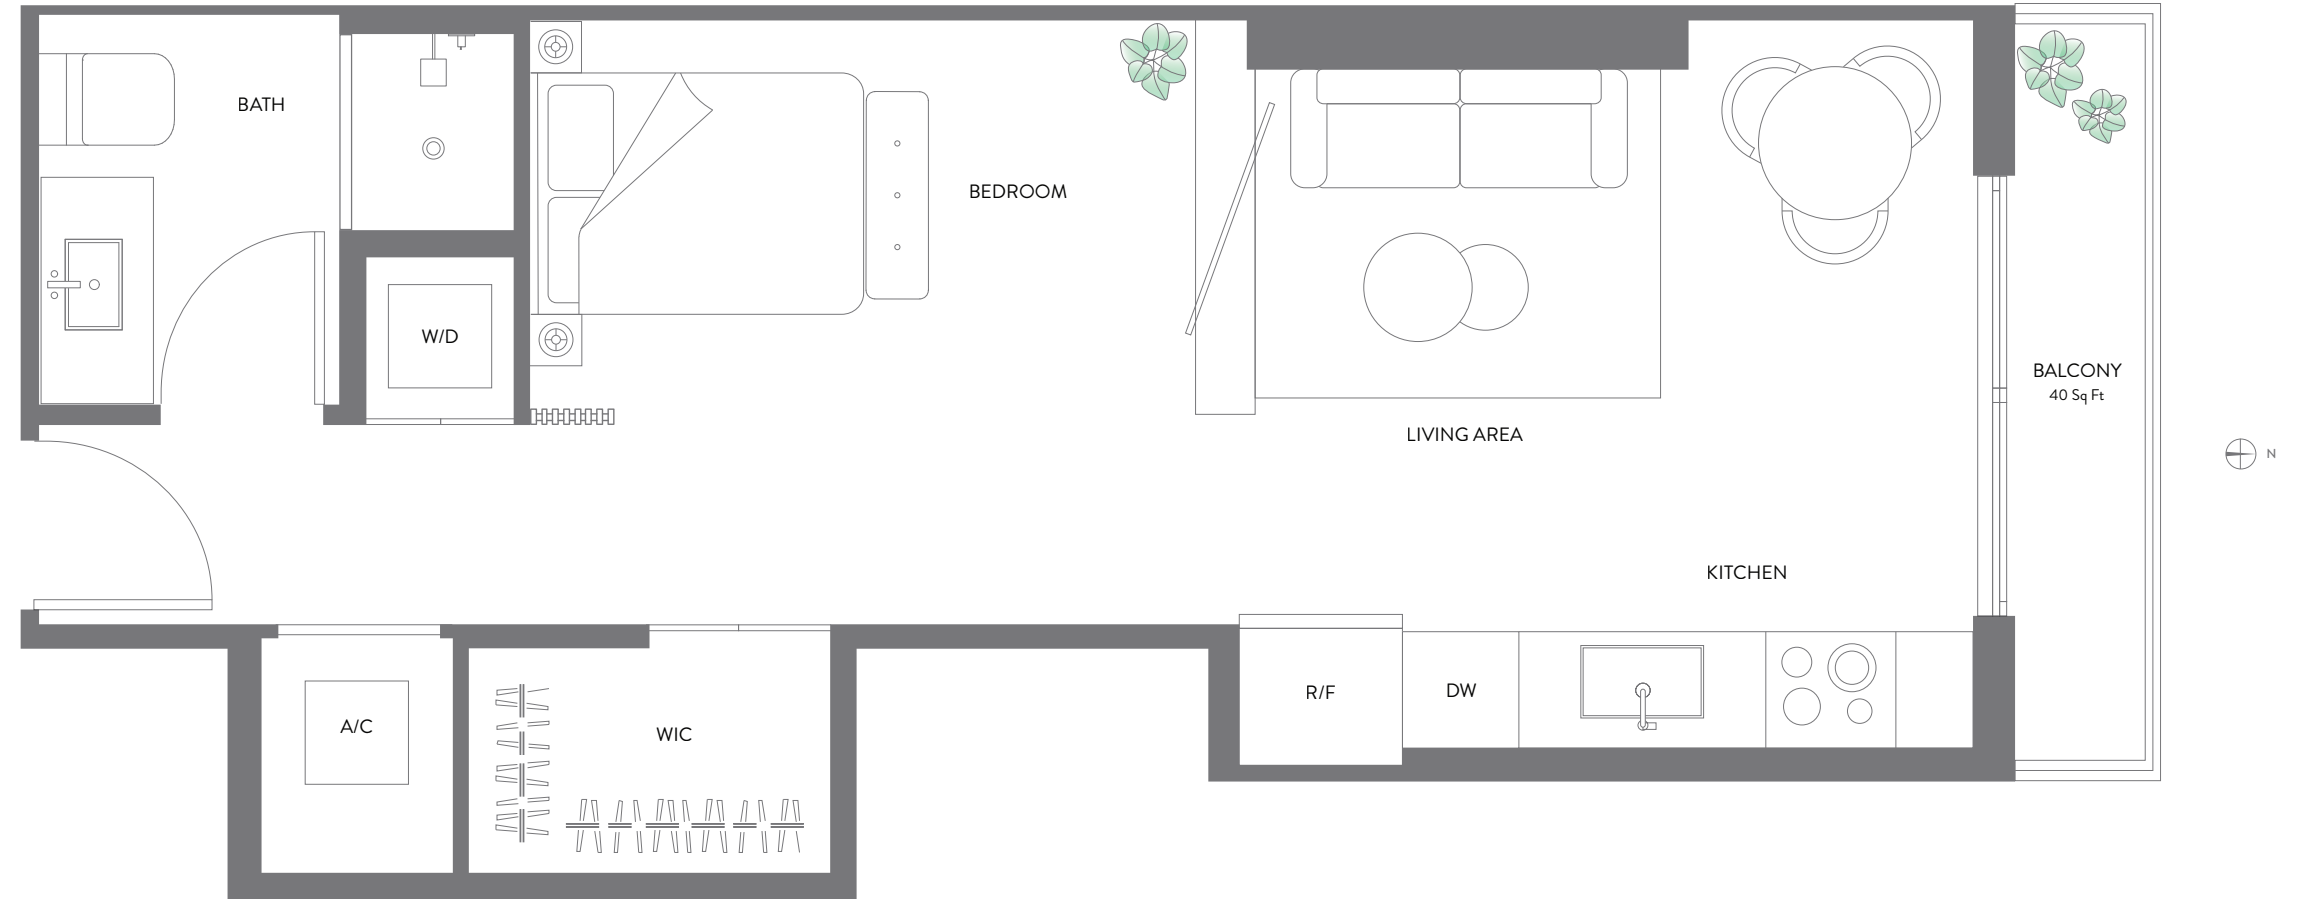 BATH
BEDROOM
W/D
BALCONY
40 Sq Ft
LIVING AREA
N
KITCHEN
R/F
DW
A/C
WIC